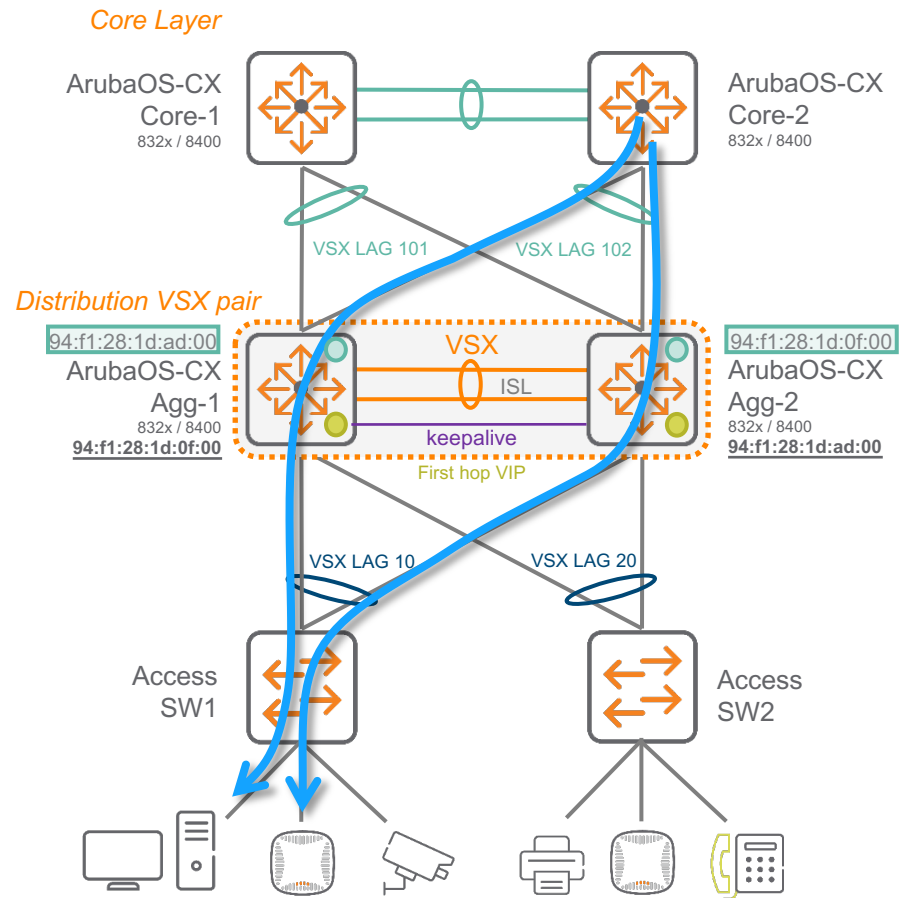 Core Layer
ArubaOS-CX
Core-1
832x / 8400
ArubaOS-CX
Core-2
832x / 8400
VSX LAG 101
VSX LAG 102
Distribution VSX pair
94:f1:28:1d:ad:00
ArubaOS-CX
Agg-1
832x / 8400
94:f1:28:1d:0f:00
VSX
ISL
keepalive
First hop VIP
94:f1:28:1d:0f:00
ArubaOS-CX
Agg-2
832x / 8400
94:f1:28:1d:ad:00
VSX LAG 10
VSX LAG 20
Access
SW1
Access
SW2